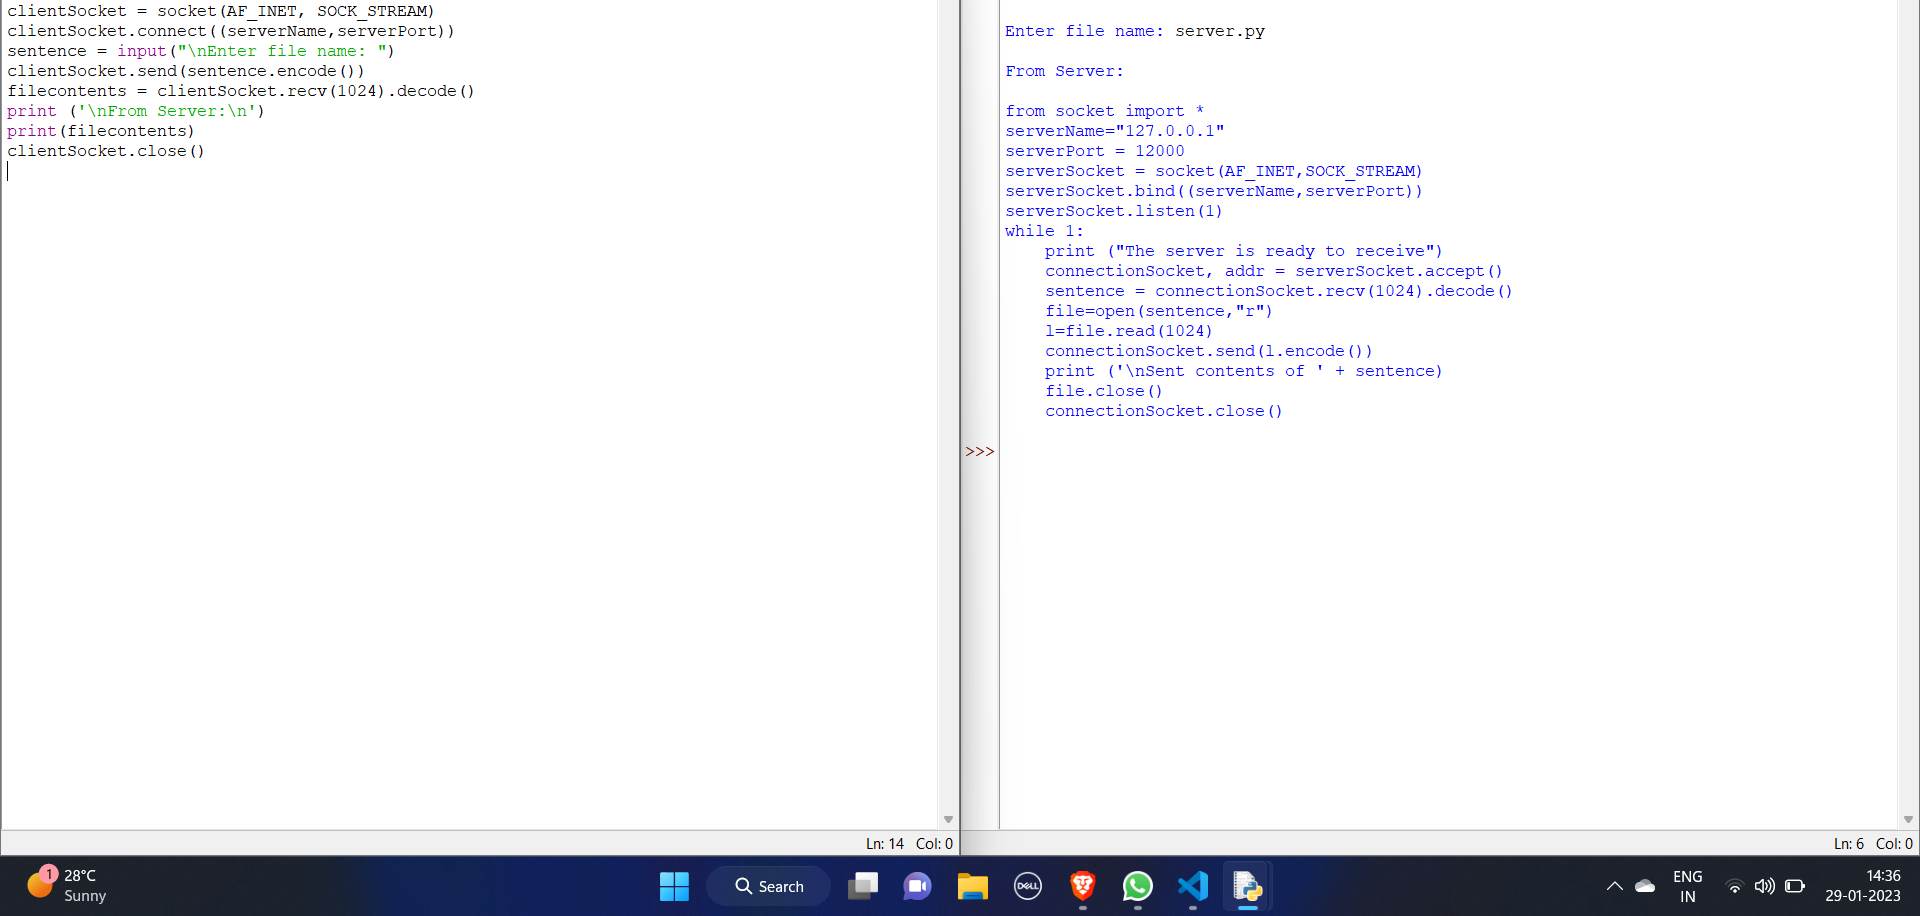 clientSocket = socket(AF_INET, SOCK_STREAM)
clientSocket.connect((serverName,serverPort))
sentence = input("\nEnter file name: ")
clientSocket.send(sentence.encode())
filecontents = clientSocket.recv(1024).decode()
print ('\nFrom Server:\n')
print(filecontents)
clientSocket.close()
Ln: 14 Col: 0
Enter file name: server.py
From Server:
from socket import *
serverName="127.0.0.1"
serverPort = 12000
serverSocket = socket(AF_INET,SOCK_STREAM)
serverSocket.bind((serverName,serverPort))
serverSocket.listen(1)
while 1:
    print ("The server is ready to receive")
    connectionSocket, addr = serverSocket.accept()
    sentence = connectionSocket.recv(1024).decode()
    file=open(sentence,"r")
    l=file.read(1024)
    connectionSocket.send(l.encode())
    print ('\nSent contents of ' + sentence)
    file.close()
    connectionSocket.close()
>>>
Ln: 6 Col: 0
1
28°C
Sunny
Search
DELL
ENG
IN
14:36
29-01-2023